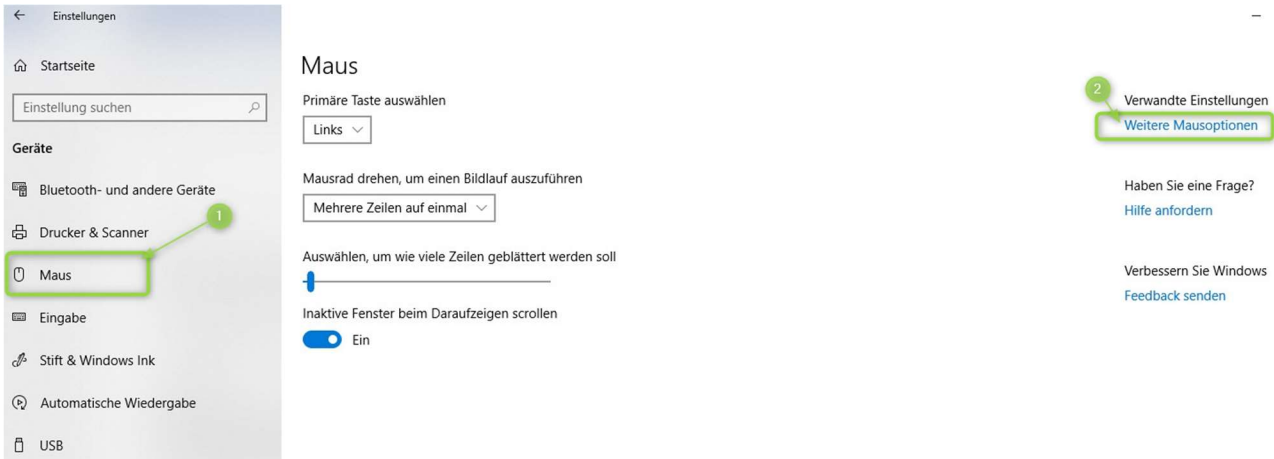 Einstellungen
Startseite
Einstellung suchen
Geräte
Bluetooth- und andere Geräte
1
Drucker & Scanner
Maus
Eingabe
Stift & Windows Ink
Automatische Wiedergabe
USB
Maus
Primäre Taste auswählen
Links
Mausrad drehen, um einen Bildlauf auszuführen
Mehrere Zeilen auf einmal
Auswählen, um wie viele Zeilen geblättert werden soll
Inaktive Fenster beim Daraufzeigen scrollen
Ein
2
Verwandte Einstellungen
Weitere Mausoptionen
Haben Sie eine Frage?
Hilfe anfordern
Verbessern Sie Windows
Feedback senden